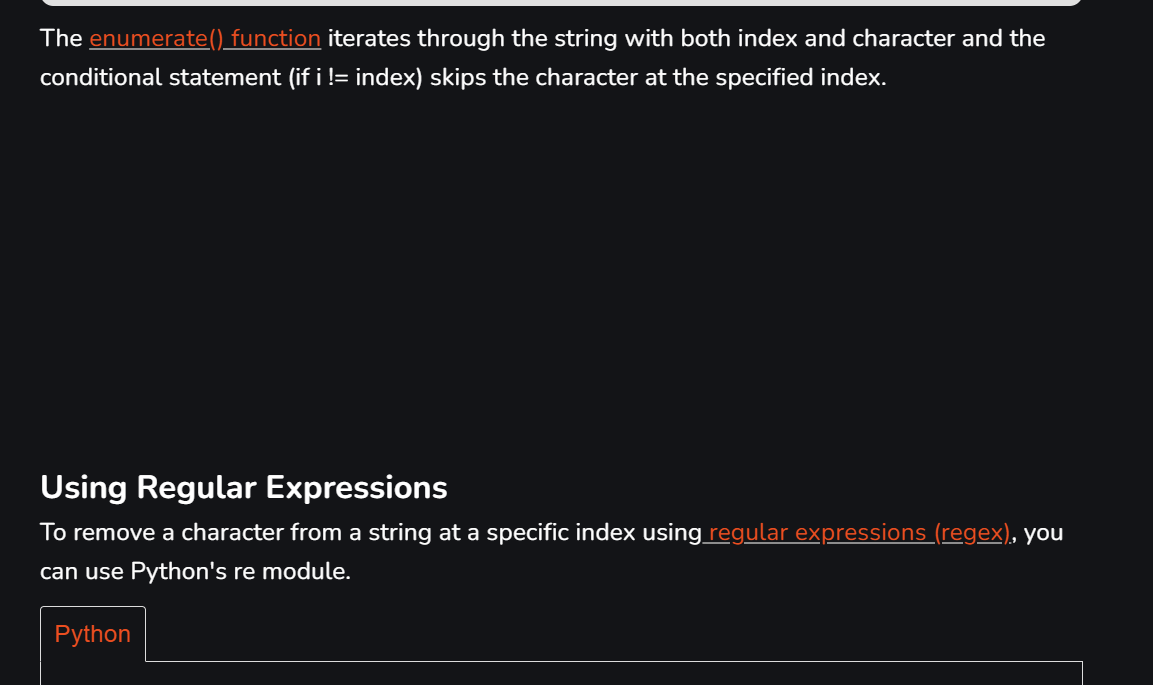 The enumerate() function iterates through the string with both index and character and the
conditional statement (if i != index) skips the character at the specified index.
Using Regular Expressions
To remove a character from a string at a specific index using regular expressions (regex), you
can use Python's re module.
Python